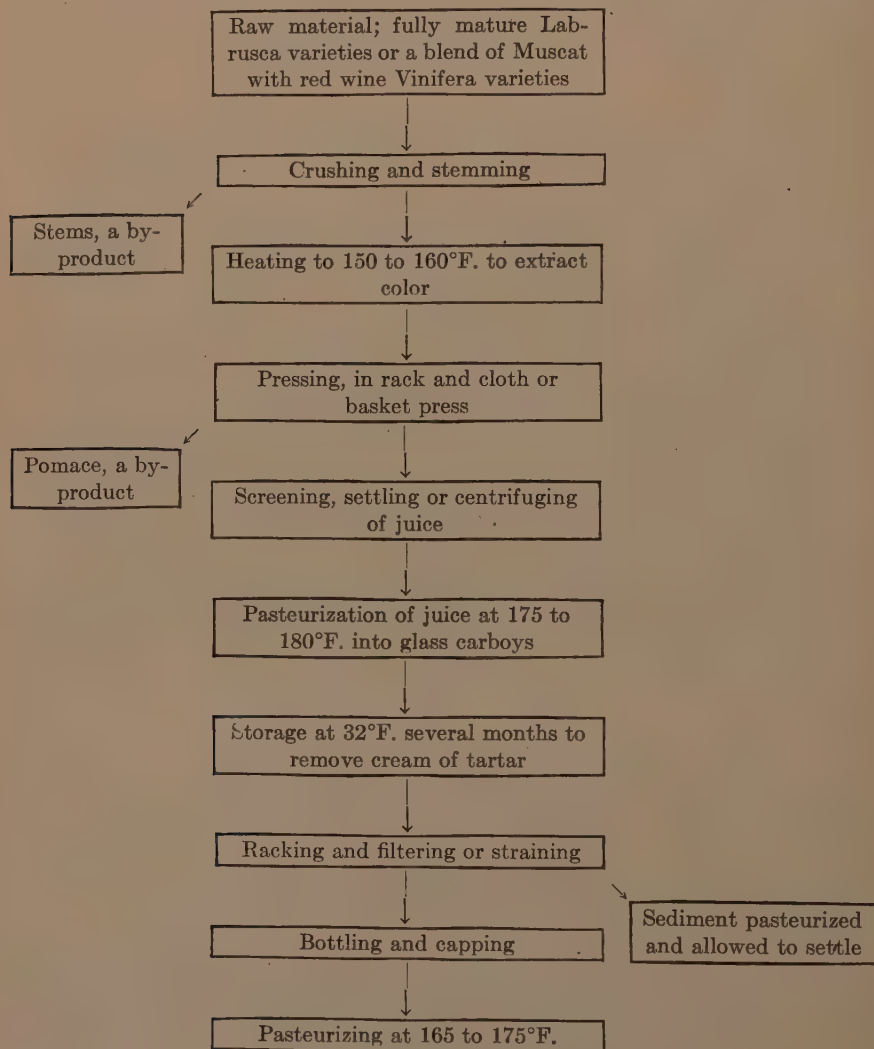 Raw material; fully mature Lab-
rusca varieties or a blend of Muscat
with red wine Vinifera varieties
Crushing and stemming
Stems, a by-
product
Heating to 150 to 160°F. to extract
color
Pressing, in rack and cloth or
basket press
Pomace, a by-
product
Screening, settling or centrifuging
of juice
Pasteurization of juice at 175 to
180°F. into glass carboys
Storage at 32°F. several months to
remove cream of tartar
Racking and filtering or straining
Sediment pasteurized
and allowed to settle
Bottling and capping
Pasteurizing at 165 to 175°F.